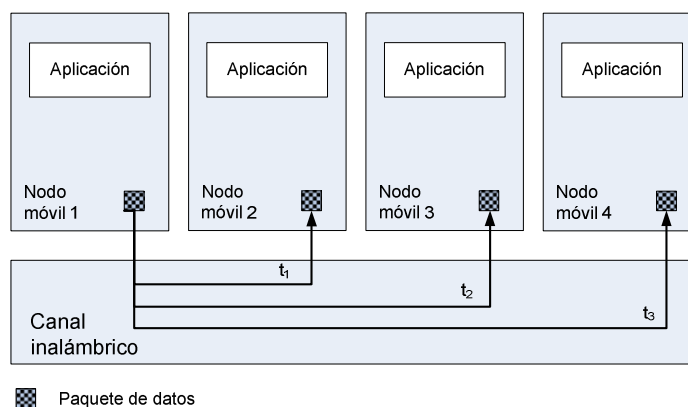 Aplicación
Aplicación
Aplicación
Aplicación
Nodo
móvil 1
Nodo
móvil 2
Nodo
móvil 3
Nodo
móvil 4
t1
t2
t3
Canal
inalámbrico
Paquete de datos